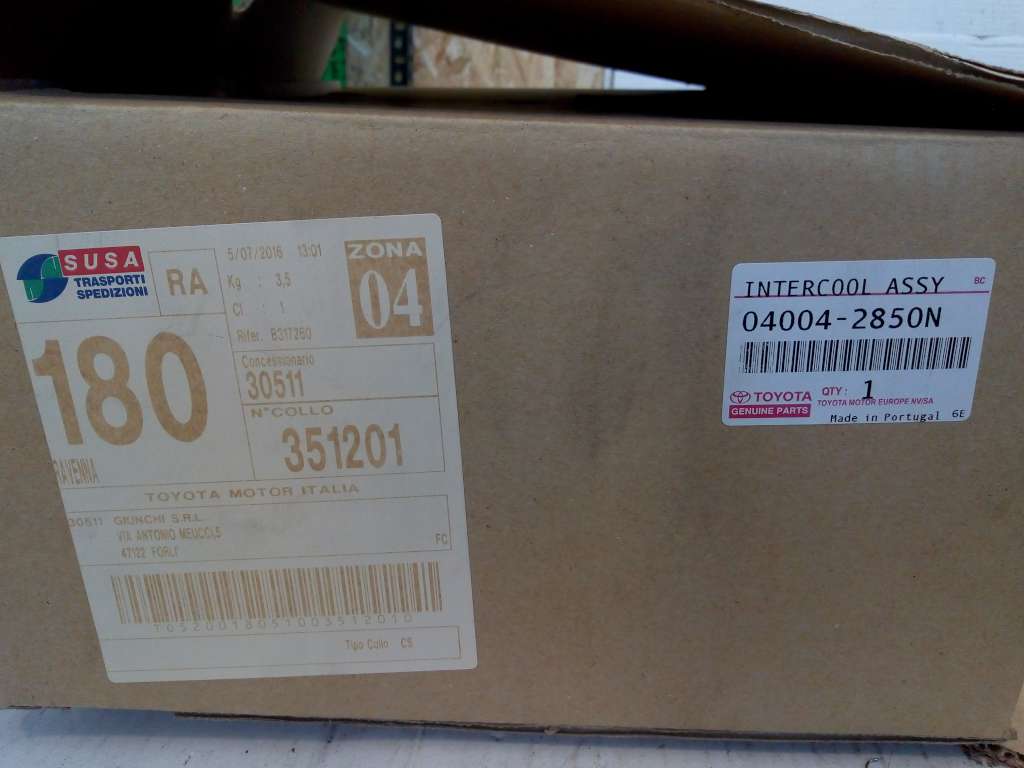 SUSA
TRASPORTI
SPEDIZIONI
RA
5/07/2016 13:01
Kg : 3,5
Cl : 1
Rifer. B317260
ZONA
04
180
RAVENNA
Concessionario
30511
N°COLLO
351201
TOYOTA MOTOR ITALIA
30511 GIUNCHI S.R.L.
VIA ANTONIO MEUCCI,5
47122 FORLI'
FC
Tipo Collo CS
INTERCOOL ASSY BC
04004-2850N
TOYOTA
GENUINE PARTS
QTY: 1
TOYOTA MOTOR EUROPE NV/SA
Made in Portugal 6E